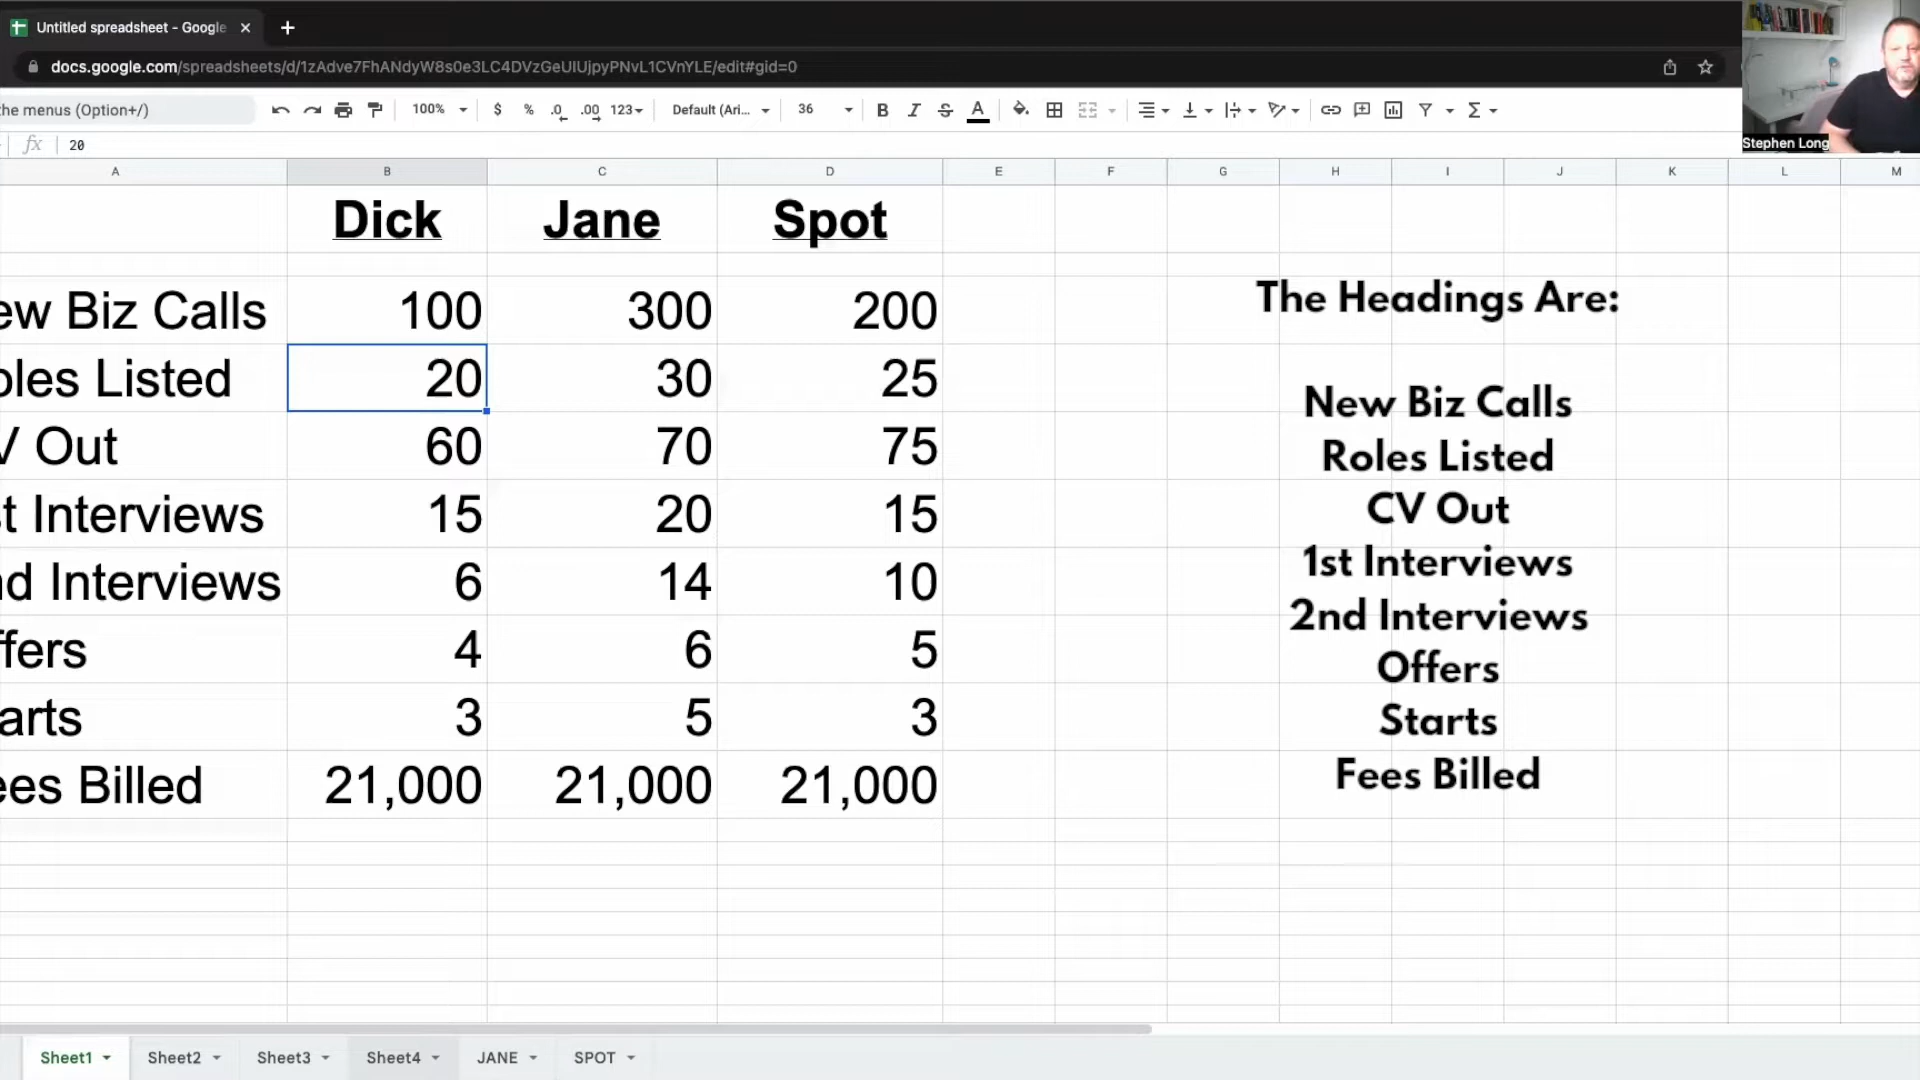 Untitled spreadsheet - Google
docs.google.com/spreadsheets/d/1zAdve7FhANdyW8s0e3LC4DVzGeUIUjpyPNvL1CVnYLE/edit#gid=0
the menus (Option+/)
100% $ % .0 .00 123 Default (Ari... 36 B I S A Σ
fx 20
Stephen Long
A B C D E F G H I J K L M
Dick Jane Spot
ew Biz Calls 100 300 200
oles Listed 20 30 25
V Out 60 70 75
st Interviews 15 20 15
nd Interviews 6 14 10
ffers 4 6 5
arts 3 5 3
ees Billed 21,000 21,000 21,000
The Headings Are:
New Biz Calls
Roles Listed
CV Out
1st Interviews
2nd Interviews
Offers
Starts
Fees Billed
Sheet1 Sheet2 Sheet3 Sheet4 JANE SPOT